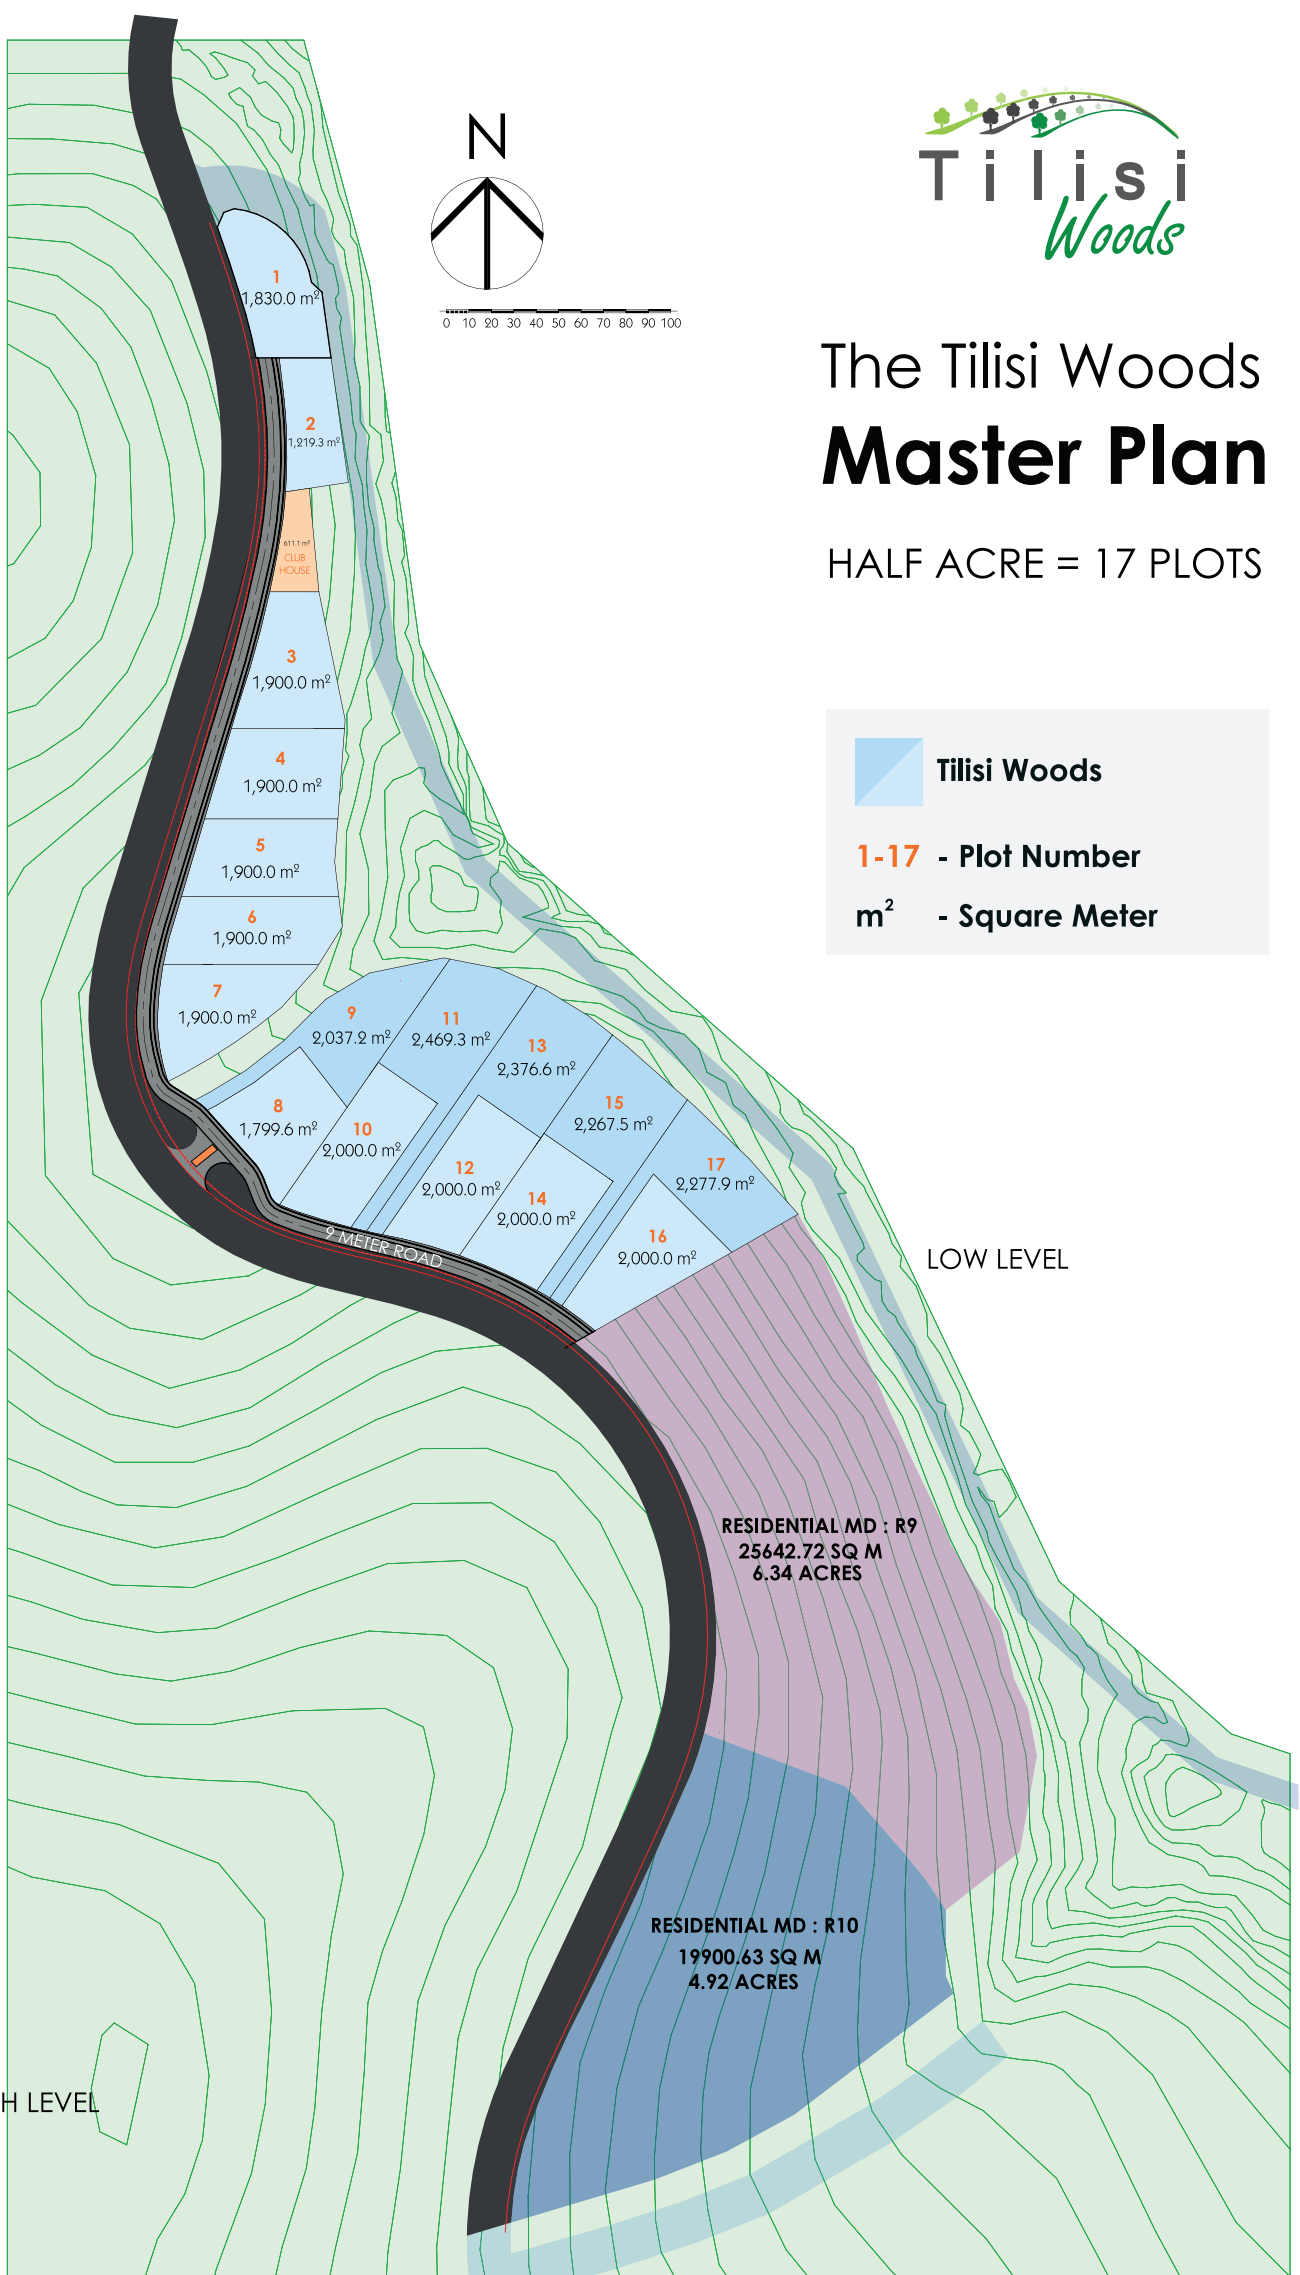 N
0 10 20 30 40 50 60 70 80 90 100
Tilisi
Woods
The Tilisi Woods
Master Plan
HALF ACRE = 17 PLOTS
Tilisi Woods
1-17 - Plot Number
m² - Square Meter
1
1,830.0 m²
2
1,219.3 m²
611.1 m²
CLUB
HOUSE
3
1,900.0 m²
4
1,900.0 m²
5
1,900.0 m²
6
1,900.0 m²
7
1,900.0 m²
9
2,037.2 m²
11
2,469.3 m²
13
2,376.6 m²
15
2,267.5 m²
17
2,277.9 m²
8
1,799.6 m²
10
2,000.0 m²
12
2,000.0 m²
14
2,000.0 m²
16
2,000.0 m²
9 METER ROAD
LOW LEVEL
RESIDENTIAL MD : R9
25642.72 SQ M
6.34 ACRES
RESIDENTIAL MD : R10
19900.63 SQ M
4.92 ACRES
H LEVEL